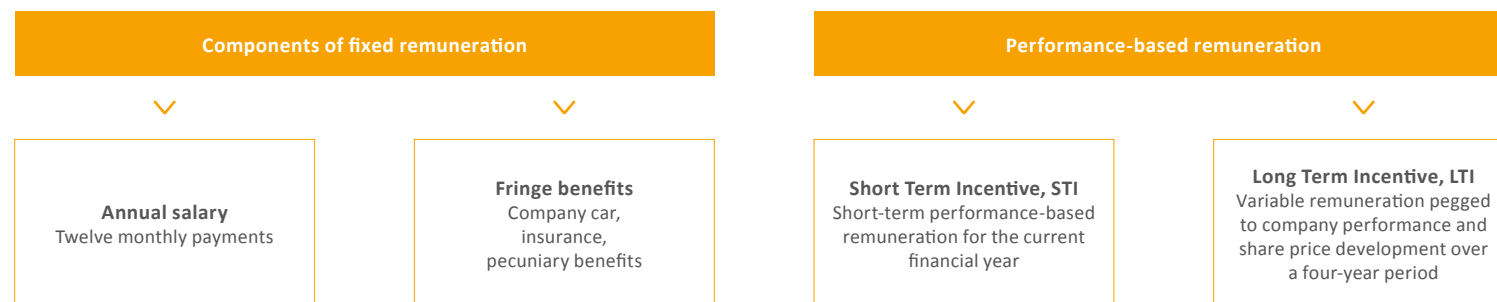 Components of fixed remuneration
Performance-based remuneration
Annual salary
Twelve monthly payments
Fringe benefits
Company car,
insurance,
pecuniary benefits
Short Term Incentive, STI
Short-term performance-based
remuneration for the current
financial year
Long Term Incentive, LTI
Variable remuneration pegged
to company performance and
share price development over
a four-year period